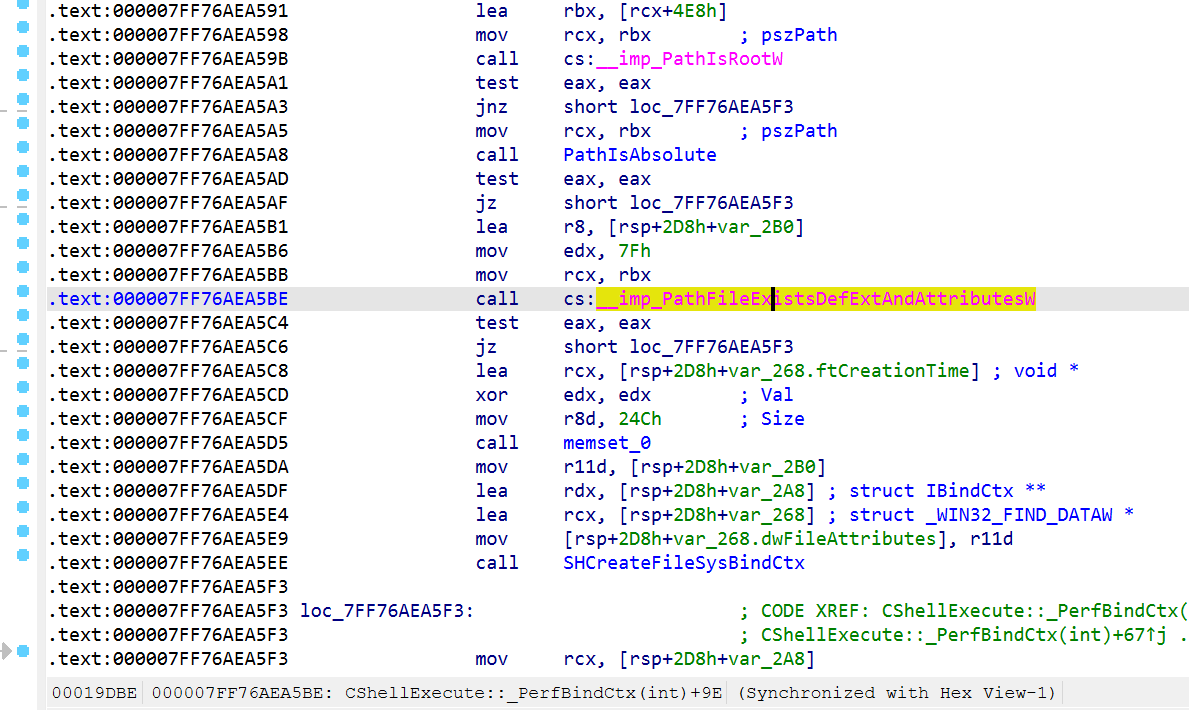 .text:000007FF76AEA591 lea rbx, [rcx+4E8h]
.text:000007FF76AEA598 mov rcx, rbx ; pszPath
.text:000007FF76AEA59B call cs:__imp_PathIsRootW
.text:000007FF76AEA5A1 test eax, eax
.text:000007FF76AEA5A3 jnz short loc_7FF76AEA5F3
.text:000007FF76AEA5A5 mov rcx, rbx ; pszPath
.text:000007FF76AEA5A8 call PathIsAbsolute
.text:000007FF76AEA5AD test eax, eax
.text:000007FF76AEA5AF jz short loc_7FF76AEA5F3
.text:000007FF76AEA5B1 lea r8, [rsp+2D8h+var_2B0]
.text:000007FF76AEA5B6 mov edx, 7Fh
.text:000007FF76AEA5BB mov rcx, rbx
.text:000007FF76AEA5BE call cs:__imp_PathFileExistsDefExtAndAttributesW
.text:000007FF76AEA5C4 test eax, eax
.text:000007FF76AEA5C6 jz short loc_7FF76AEA5F3
.text:000007FF76AEA5C8 lea rcx, [rsp+2D8h+var_268.ftCreationTime] ; void *
.text:000007FF76AEA5CD xor edx, edx ; Val
.text:000007FF76AEA5CF mov r8d, 24Ch ; Size
.text:000007FF76AEA5D5 call memset_0
.text:000007FF76AEA5DA mov r11d, [rsp+2D8h+var_2B0]
.text:000007FF76AEA5DF lea rdx, [rsp+2D8h+var_2A8] ; struct IBindCtx **
.text:000007FF76AEA5E4 lea rcx, [rsp+2D8h+var_268] ; struct _WIN32_FIND_DATAW *
.text:000007FF76AEA5E9 mov [rsp+2D8h+var_268.dwFileAttributes], r11d
.text:000007FF76AEA5EE call SHCreateFileSysBindCtx
.text:000007FF76AEA5F3
.text:000007FF76AEA5F3 loc_7FF76AEA5F3: ; CODE XREF: CShellExecute::_PerfBindCtx(
.text:000007FF76AEA5F3 ; CShellExecute::_PerfBindCtx(int)+67↑j .
.text:000007FF76AEA5F3 mov rcx, [rsp+2D8h+var_2A8]
00019DBE 000007FF76AEA5BE: CShellExecute::_PerfBindCtx(int)+9E (Synchronized with Hex View-1)